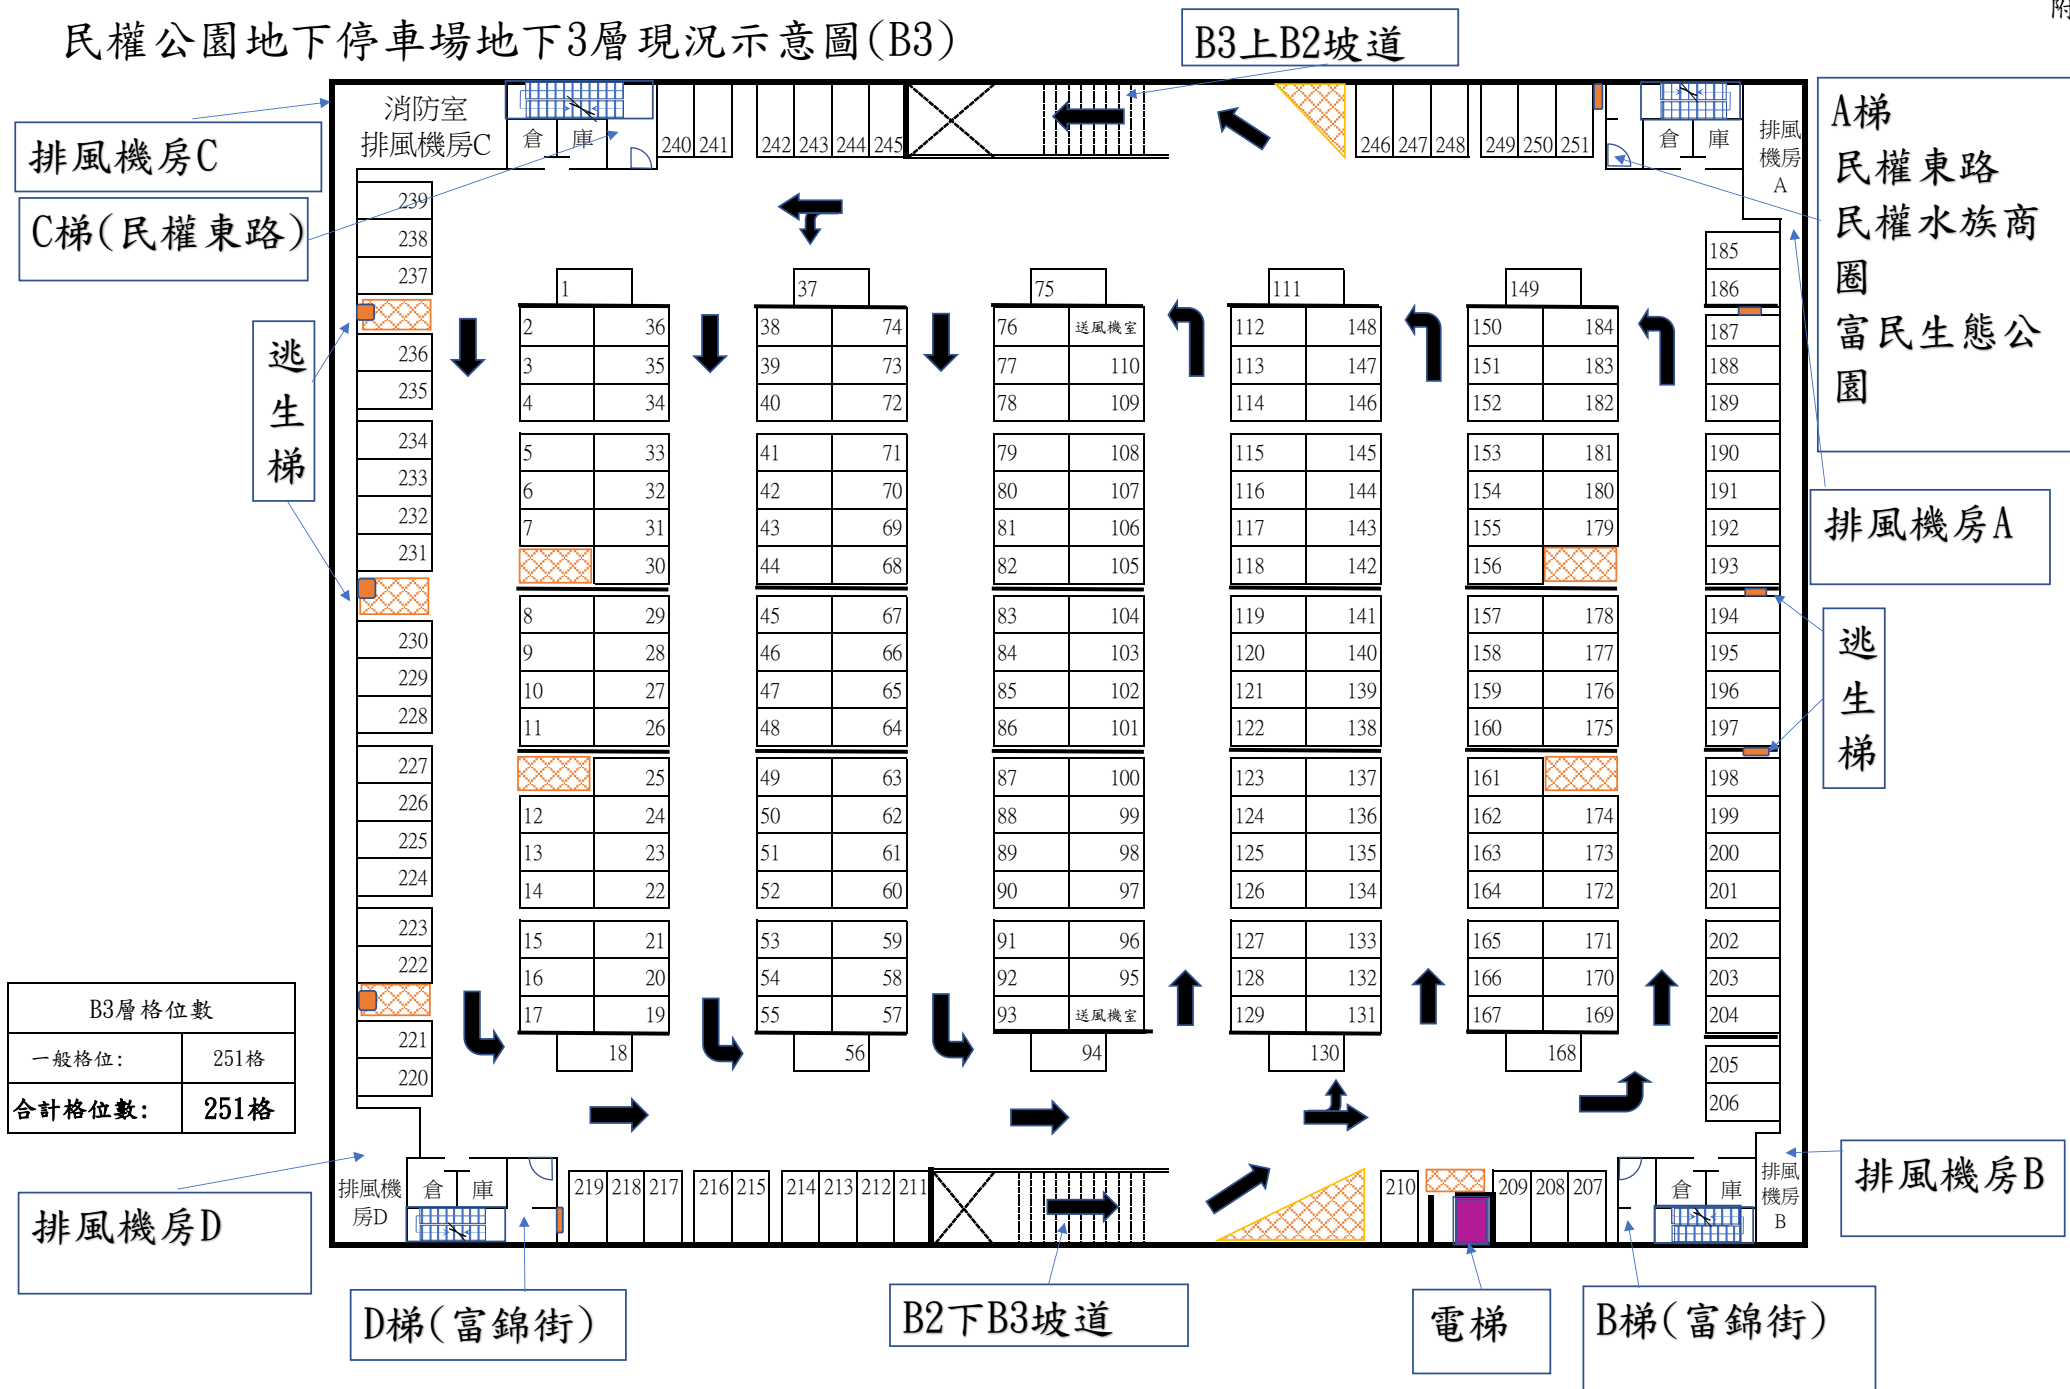 附
民權公園地下停車場地下3層現況示意圖(B3)
B3上B2坡道
排風機房C
C梯(民權東路)
消防室
排風機房C
倉 庫
240 241 242 243 244 245
246 247 248 249 250 251
倉 庫
排風
機房
A
A梯
民權東路
民權水族商
圈
富民生態公
園
排風機房A
逃
生
梯
逃
生
梯
239
238
237
236
235
234
233
232
231
230
229
228
227
226
225
224
223
222
221
220
1
2 36
3 35
4 34
5 33
6 32
7 31
30
8 29
9 28
10 27
11 26
25
12 24
13 23
14 22
15 21
16 20
17 19
18
37
38 74
39 73
40 72
41 71
42 70
43 69
44 68
45 67
46 66
47 65
48 64
49 63
50 62
51 61
52 60
53 59
54 58
55 57
56
75
76 送風機室
77 110
78 109
79 108
80 107
81 106
82 105
83 104
84 103
85 102
86 101
87 100
88 99
89 98
90 97
91 96
92 95
93 送風機室
94
111
112 148
113 147
114 146
115 145
116 144
117 143
118 142
119 141
120 140
121 139
122 138
123 137
124 136
125 135
126 134
127 133
128 132
129 131
130
149
150 184
151 183
152 182
153 181
154 180
155 179
156
157 178
158 177
159 176
160 175
161
162 174
163 173
164 172
165 171
166 170
167 169
168
185
186
187
188
189
190
191
192
193
194
195
196
197
198
199
200
201
202
203
204
205
206
B3層格位數
一般格位: 251格
合計格位數: 251格
排風機
房D
倉 庫
219 218 217 216 215 214 213 212 211
210 209 208 207
倉 庫
排風
機房
B
排風機房D
D梯(富錦街)
B2下B3坡道
電梯
B梯(富錦街)
排風機房B